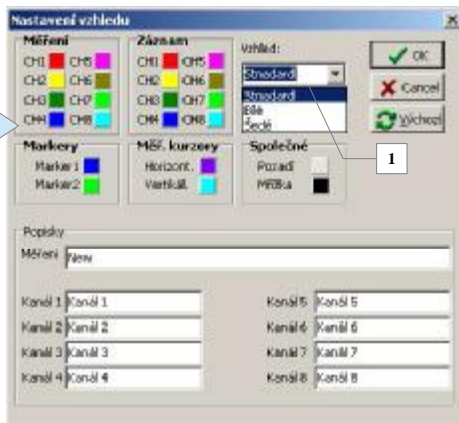 Nastavení vzhledu
Měření
CH1 CH5
CH2 CH6
CH3 CH7
CH4 CH8
Záznam
CH1 CH5
CH2 CH6
CH3 CH7
CH4 CH8
Vzhled:
Standard
Standard
Bílé
Šedé
OK
Cancel
Výchozí
1
Markery
Marker1
Marker2
Měř. kurzory
Horizont.
Vertikál.
Společné
Pozadí
Mřížka
Popisky
Měření New
Kanál 1 Kanál 1
Kanál 2 Kanál 2
Kanál 3 Kanál 3
Kanál 4 Kanál 4
Kanál 5 Kanál 5
Kanál 6 Kanál 6
Kanál 7 Kanál 7
Kanál 8 Kanál 8